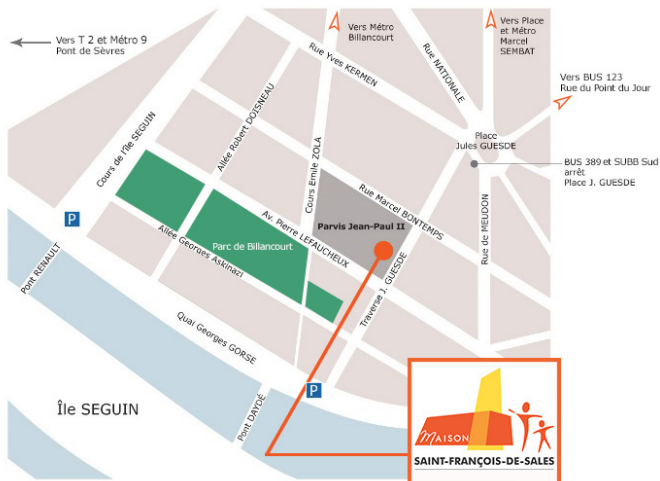 Vers T 2 et Métro 9
Pont de Sèvres
Vers Métro
Billancourt
Vers Place
et Métro
Marcel
SEMBAT
Rue Yves KERMEN
Rue NATIONALE
Vers BUS 123
Rue du Point du Jour
Place
Jules GUESDE
BUS 389 et SUBB Sud
arrêt
Place J. GUESDE
Cours de l'île SEGUIN
Allée Robert DOISNEAU
Cours Emile ZOLA
Rue Marcel BONTEMPS
Rue de MEUDON
Parvis Jean-Paul II
Av. Pierre LEFAUCHEUX
Parc de Billancourt
Allée Georges Askinazi
Traverse J. GUESDE
P
Pont RENAULT
Quai Georges GORSE
P
Pont DAYDÉ
Île SEGUIN
MAISON
SAINT-FRANÇOIS-DE-SALES